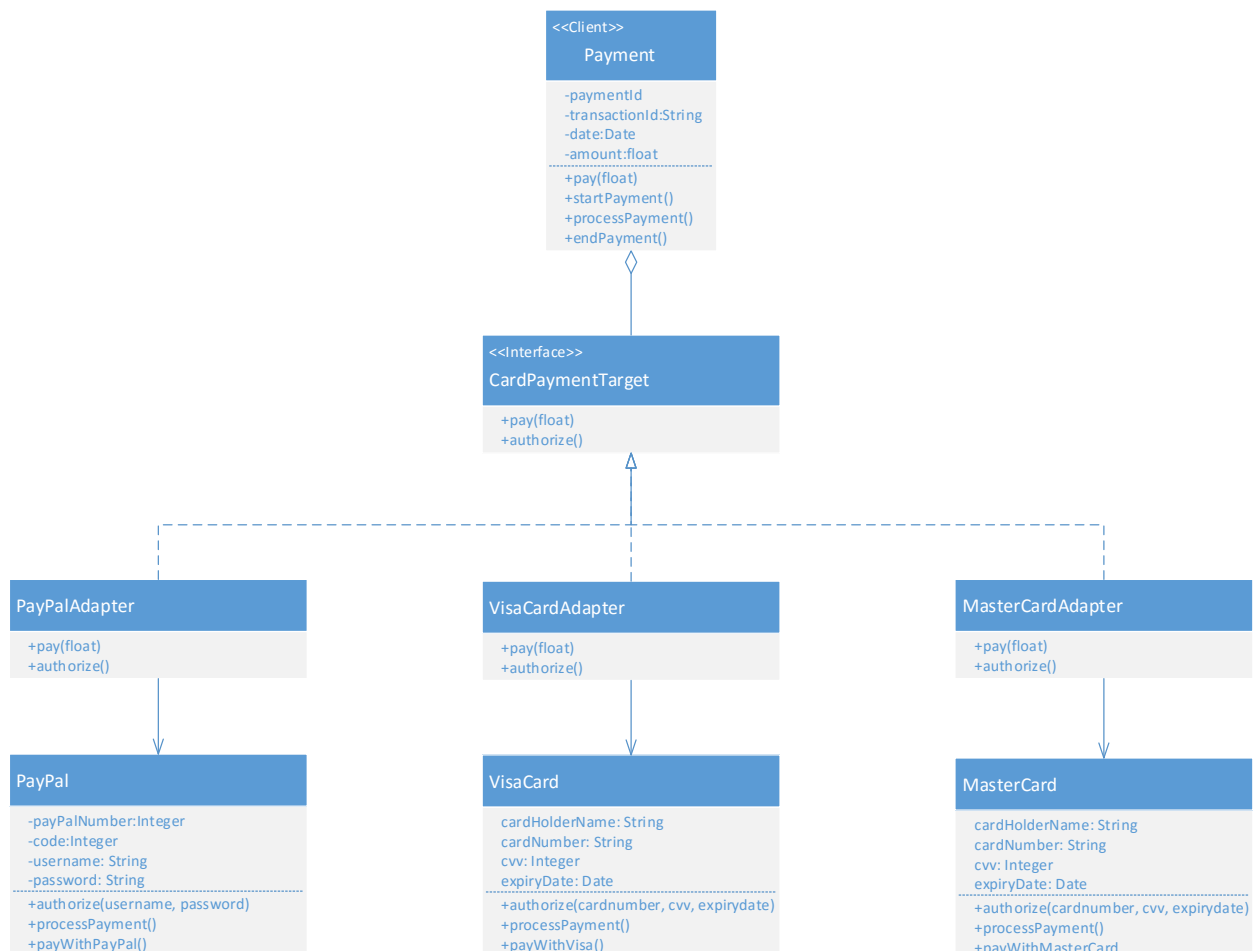 <<Client>>
Payment
-paymentId
-transactionId:String
-date:Date
-amount:float
+pay(float)
+startPayment()
+processPayment()
+endPayment()
<<Interface>>
CardPaymentTarget
+pay(float)
+authorize()
PayPalAdapter
+pay(float)
+authorize()
VisaCardAdapter
+pay(float)
+authorize()
MasterCardAdapter
+pay(float)
+authorize()
PayPal
-payPalNumber:Integer
-code:Integer
-username: String
-password: String
+authorize(username, password)
+processPayment()
+payWithPayPal()
VisaCard
cardHolderName: String
cardNumber: String
cvv: Integer
expiryDate: Date
+authorize(cardnumber, cvv, expirydate)
+processPayment()
+payWithVisa()
MasterCard
cardHolderName: String
cardNumber: String
cvv: Integer
expiryDate: Date
+authorize(cardnumber, cvv, expirydate)
+processPayment()
+payWithMasterCard